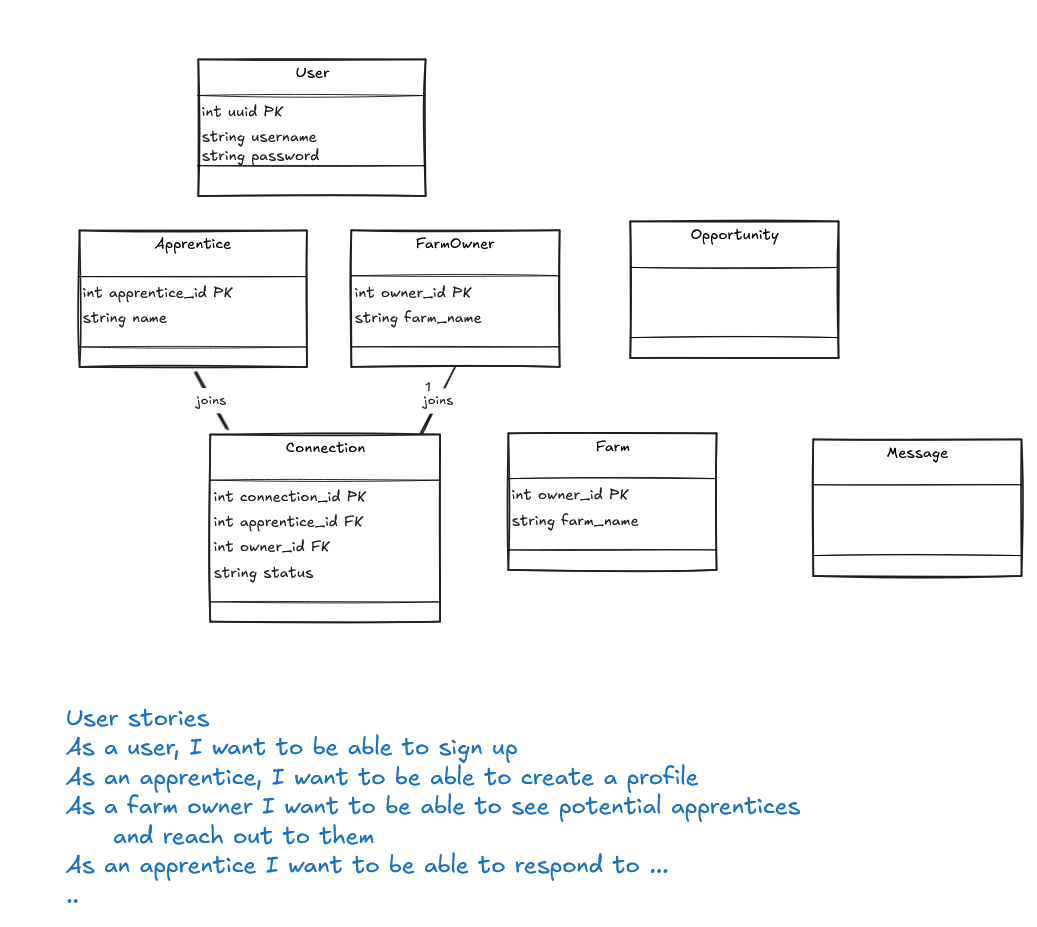 User
int uuid PK
string username
string password
Apprentice
int apprentice_id PK
string name
FarmOwner
int owner_id PK
string farm_name
Opportunity
joins
1
joins
Connection
int connection_id PK
int apprentice_id FK
int owner_id FK
string status
Farm
int owner_id PK
string farm_name
Message
User stories
As a user, I want to be able to sign up
As an apprentice, I want to be able to create a profile
As a farm owner I want to be able to see potential apprentices
and reach out to them
As an apprentice I want to be able to respond to ...
..